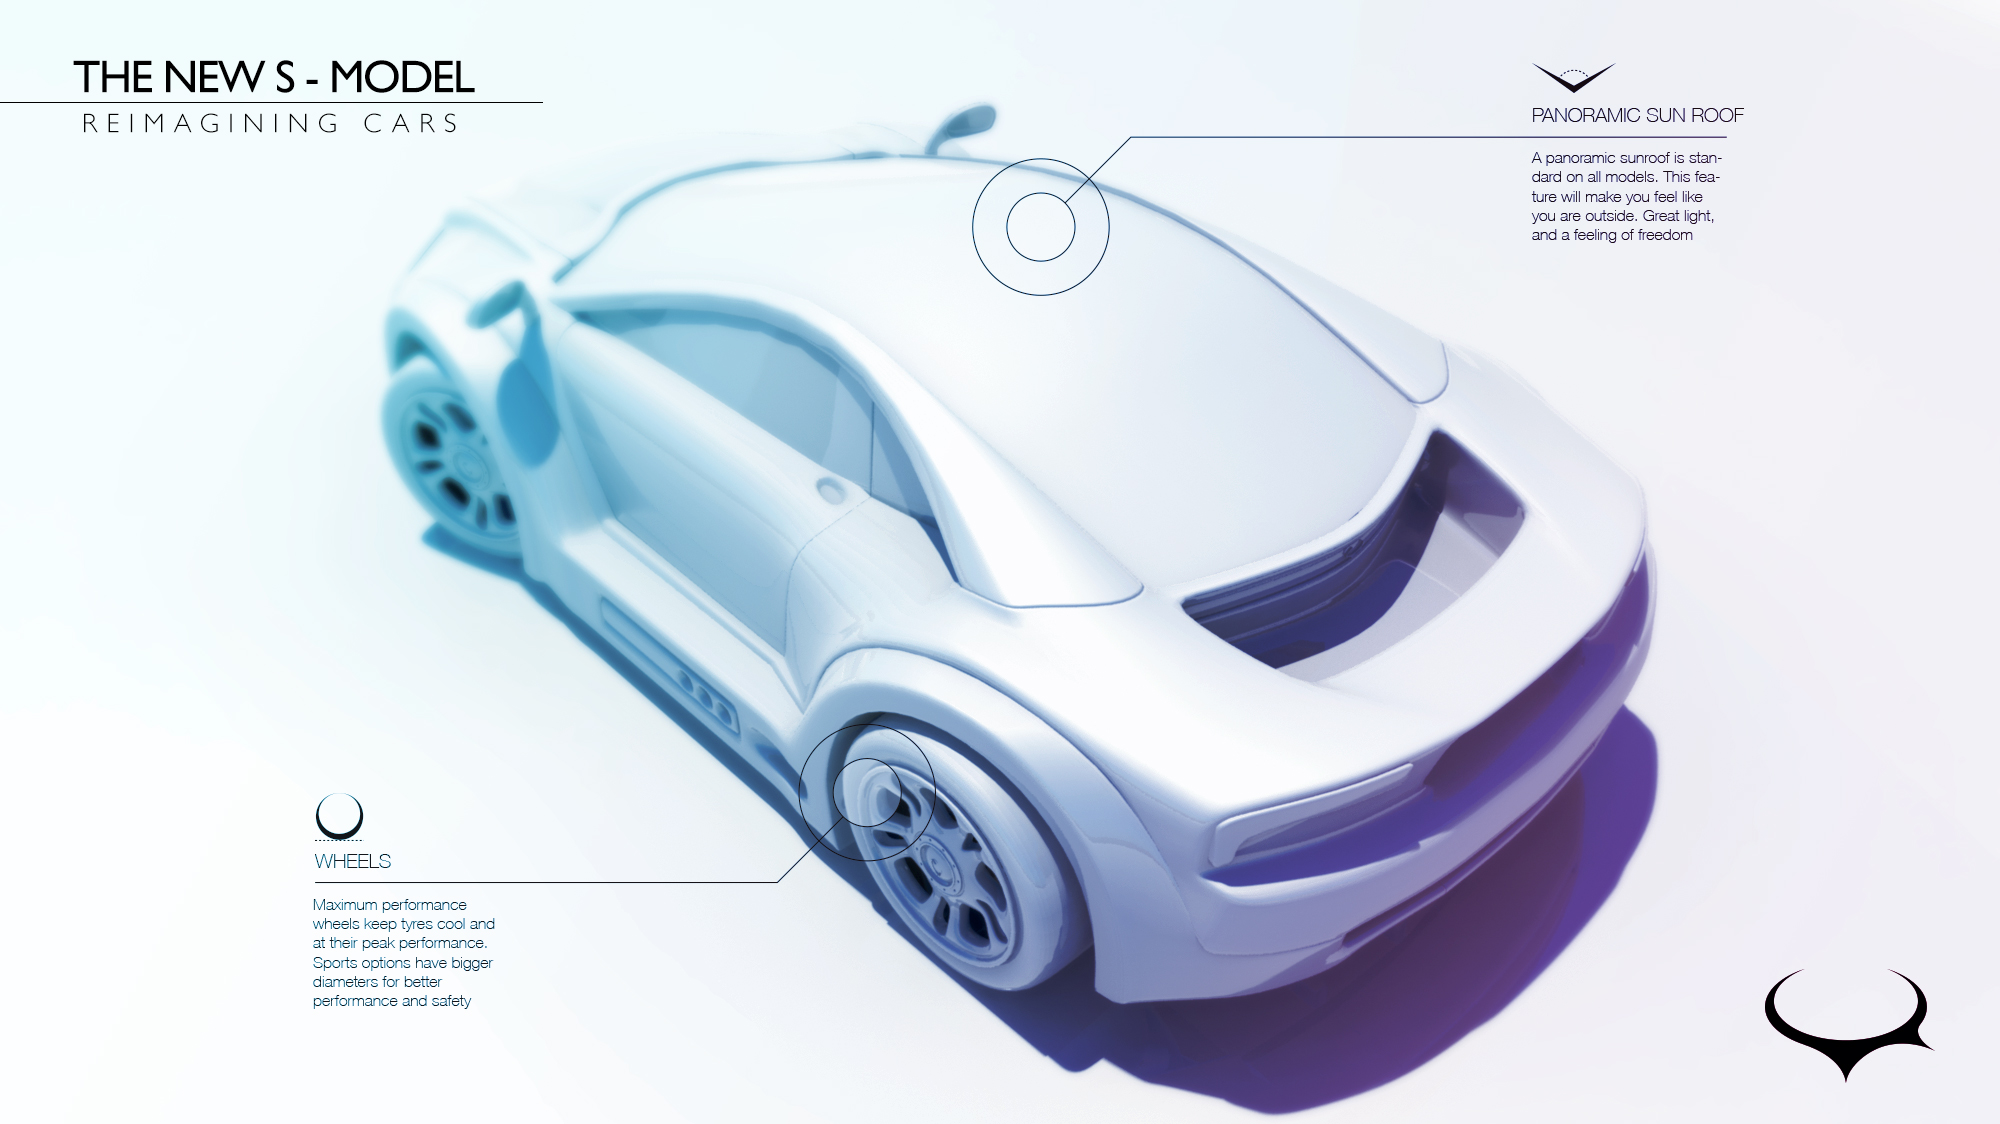 THE NEW S - MODEL
REIMAGINING CARS
PANORAMIC SUN ROOF
A panoramic sunroof is stan-
dard on all models. This fea-
ture will make you feel like
you are outside. Great light,
and a feeling of freedom
WHEELS
Maximum performance
wheels keep tyres cool and
at their peak performance.
Sports options have bigger
diameters for better
performance and safety